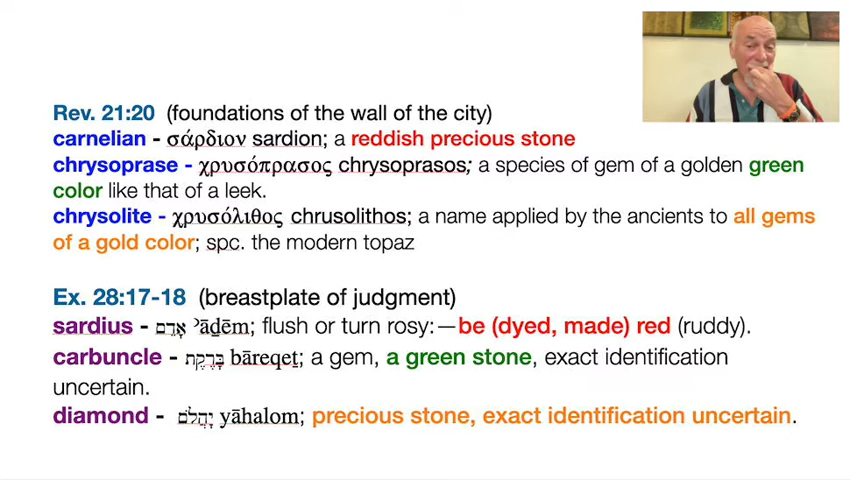 Rev. 21:20 (foundations of the wall of the city)
carnelian - σάρδιον sardion; a reddish precious stone
chrysoprase - χρυσόπρασος chrysoprasos; a species of gem of a golden green
color like that of a leek.
chrysolite - χρυσόλιθος chrusolithos; a name applied by the ancients to all gems
of a gold color; spc. the modern topaz
Ex. 28:17-18 (breastplate of judgment)
sardius - אָדַם ʾāḏēm; flush or turn rosy:—be (dyed, made) red (ruddy).
carbuncle - בָּרֶקֶת bāreqeṯ; a gem, a green stone, exact identification
uncertain.
diamond - יָהֲלֹם yāhalom; precious stone, exact identification uncertain.